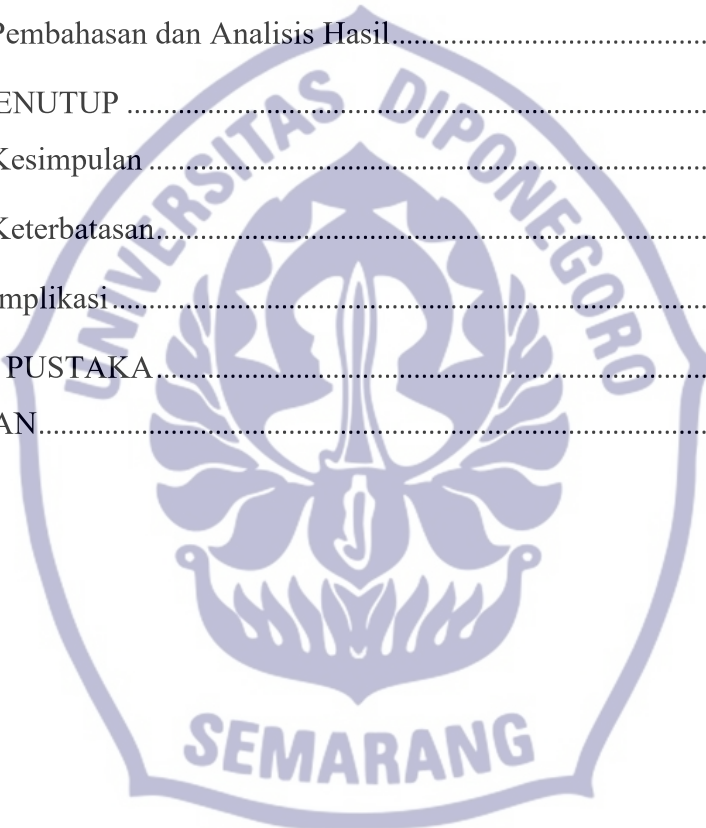 Pembahasan dan Analisis Hasil................................................
ENUTUP ................................................................................
Kesimpulan .............................................................................
Keterbatasan............................................................................
mplikasi...................................................................................
PUSTAKA..............................................................................
AN...........................................................................................
UNIVERSITAS DIPONEGORO
SEMARANG